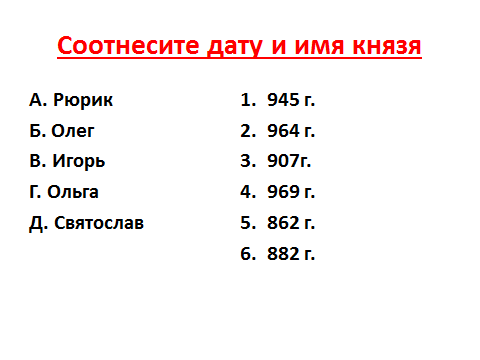 Соотнесите дату и имя князя
А. Рюрик
Б. Олег
В. Игорь
Г. Ольга
Д. Святослав
1. 945 г.
2. 964 г.
3. 907г.
4. 969 г.
5. 862 г.
6. 882 г.